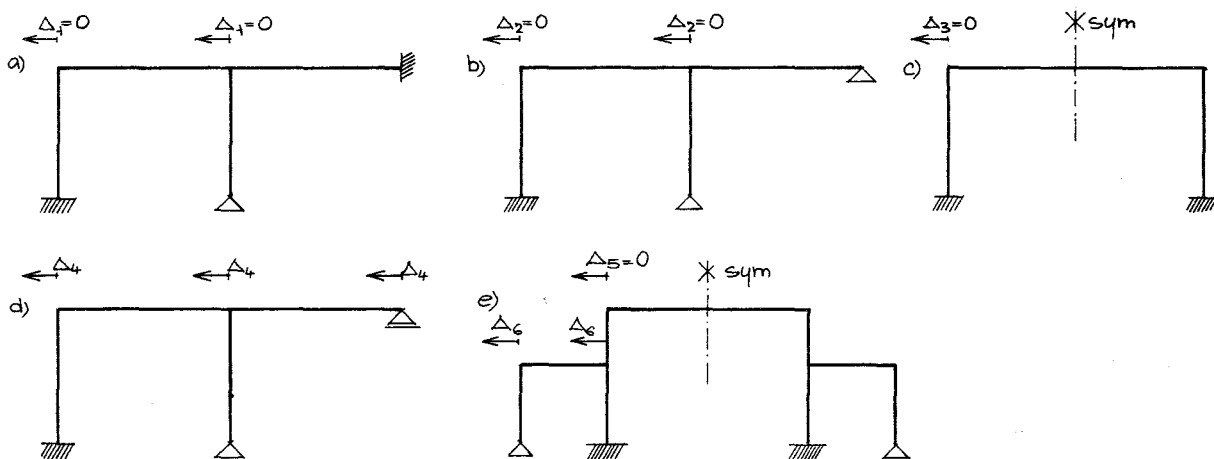 Δ₁=0 Δ₁=0
a)
Δ₂=0 Δ₂=0
b)
Δ₃=0 sym
c)
Δ₄ Δ₄ Δ₄
d)
Δ₅=0 sym
e)
Δ₆ Δ₆